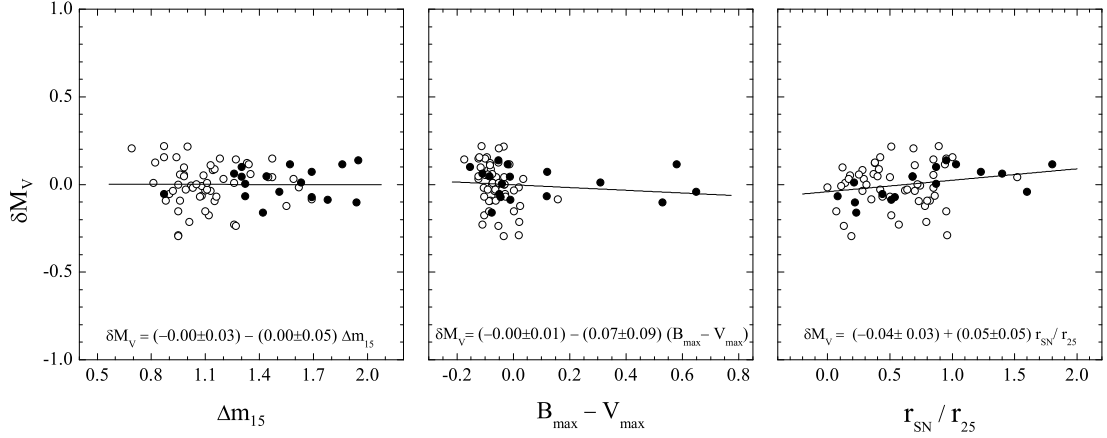 1.0
0.5
0.0
-0.5
-1.0
δM_V
δM_V = (−0.00±0.03) − (0.00±0.05) Δm_15
δM_V= (−0.00±0.01) − (0.07±0.09) (B_max − V_max)
δM_V = (−0.04± 0.03) + (0.05±0.05) r_SN/ r_25
0.5 0.8 1.1 1.4 1.7 2.0
-0.2 0.0 0.2 0.4 0.6 0.8
0.0 0.5 1.0 1.5 2.0
Δm_15
B_max − V_max
r_SN / r_25